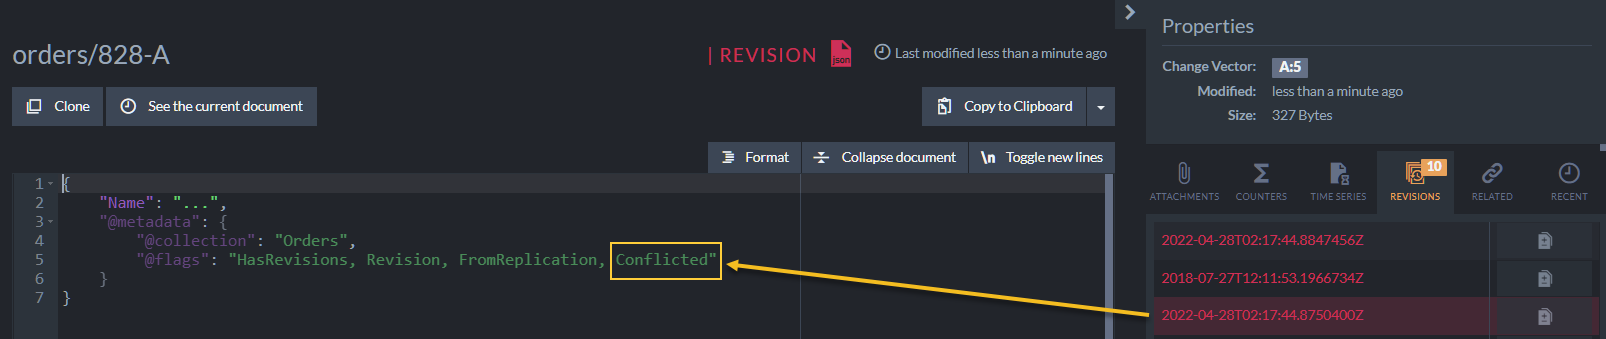 orders/828-A
| REVISION json
Last modified less than a minute ago
Clone
See the current document
Copy to Clipboard
Format
Collapse document
\n Toggle new lines
1 {
2 "Name": "...",
3 "@metadata": {
4 "@collection": "Orders",
5 "@flags": "HasRevisions, Revision, FromReplication, Conflicted"
6 }
7 }
Properties
Change Vector: A:5
Modified: less than a minute ago
Size: 327 Bytes
ATTACHMENTS
COUNTERS
TIME SERIES
10
REVISIONS
RELATED
RECENT
2022-04-28T02:17:44.8847456Z
2018-07-27T12:11:53.1966734Z
2022-04-28T02:17:44.8750400Z